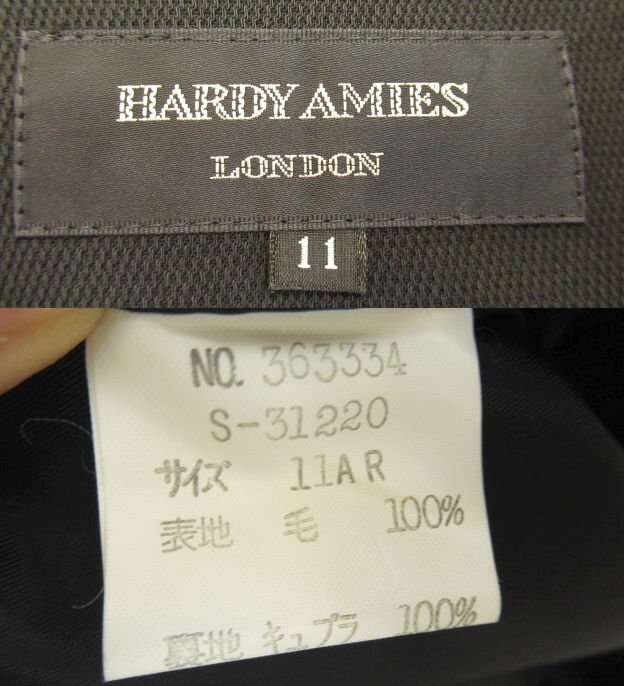 HARDY AMIES
LONDON
11
NO. 363334
S-31220
サイズ 11AR
表地 毛 100%
裏地 キュプラ 100%